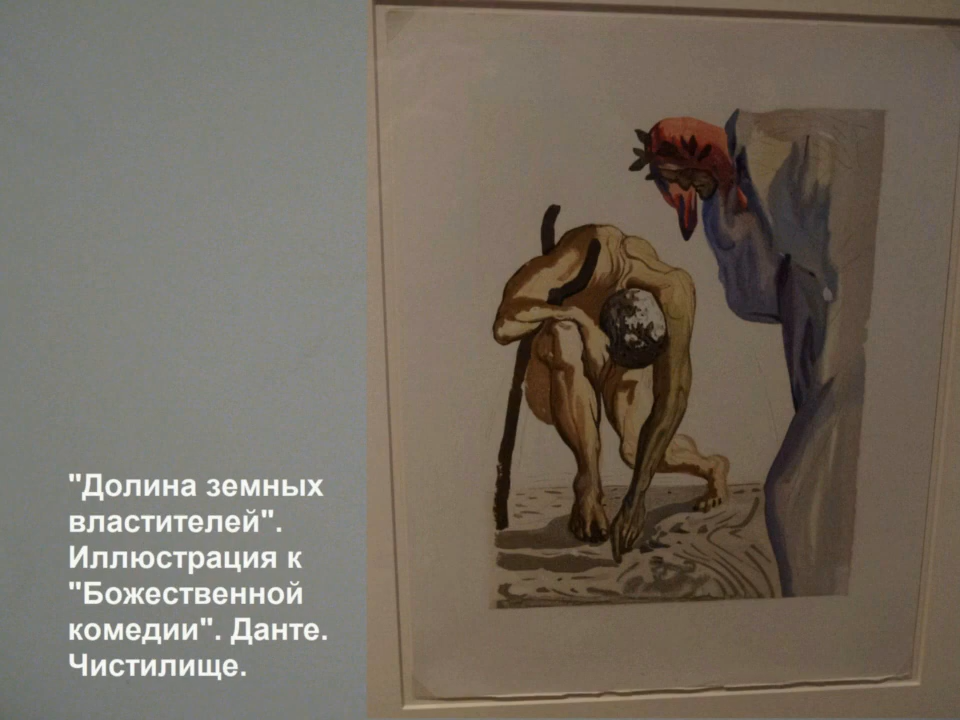 "Долина земных
властителей".
Иллюстрация к
"Божественной
комедии". Данте.
Чистилище.